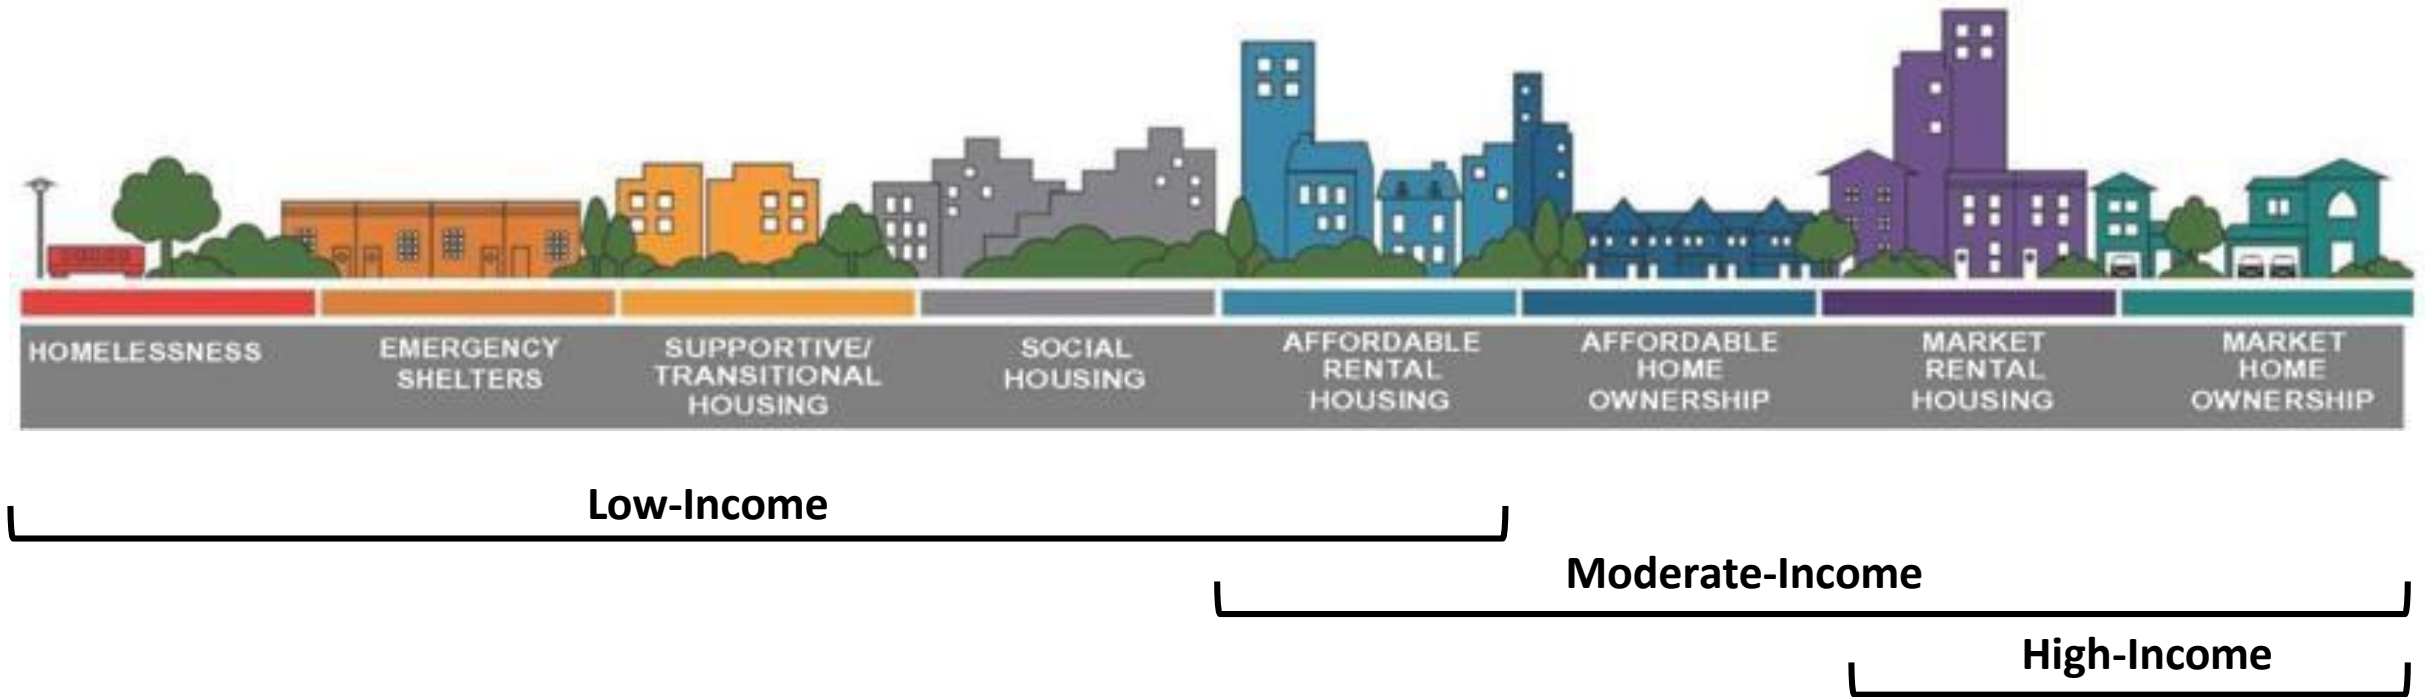 HOMELESSNESS
EMERGENCY
SHELTERS
SUPPORTIVE/
TRANSITIONAL
HOUSING
SOCIAL
HOUSING
AFFORDABLE
RENTAL
HOUSING
AFFORDABLE
HOME
OWNERSHIP
MARKET
RENTAL
HOUSING
MARKET
HOME
OWNERSHIP
Low-Income
Moderate-Income
High-Income